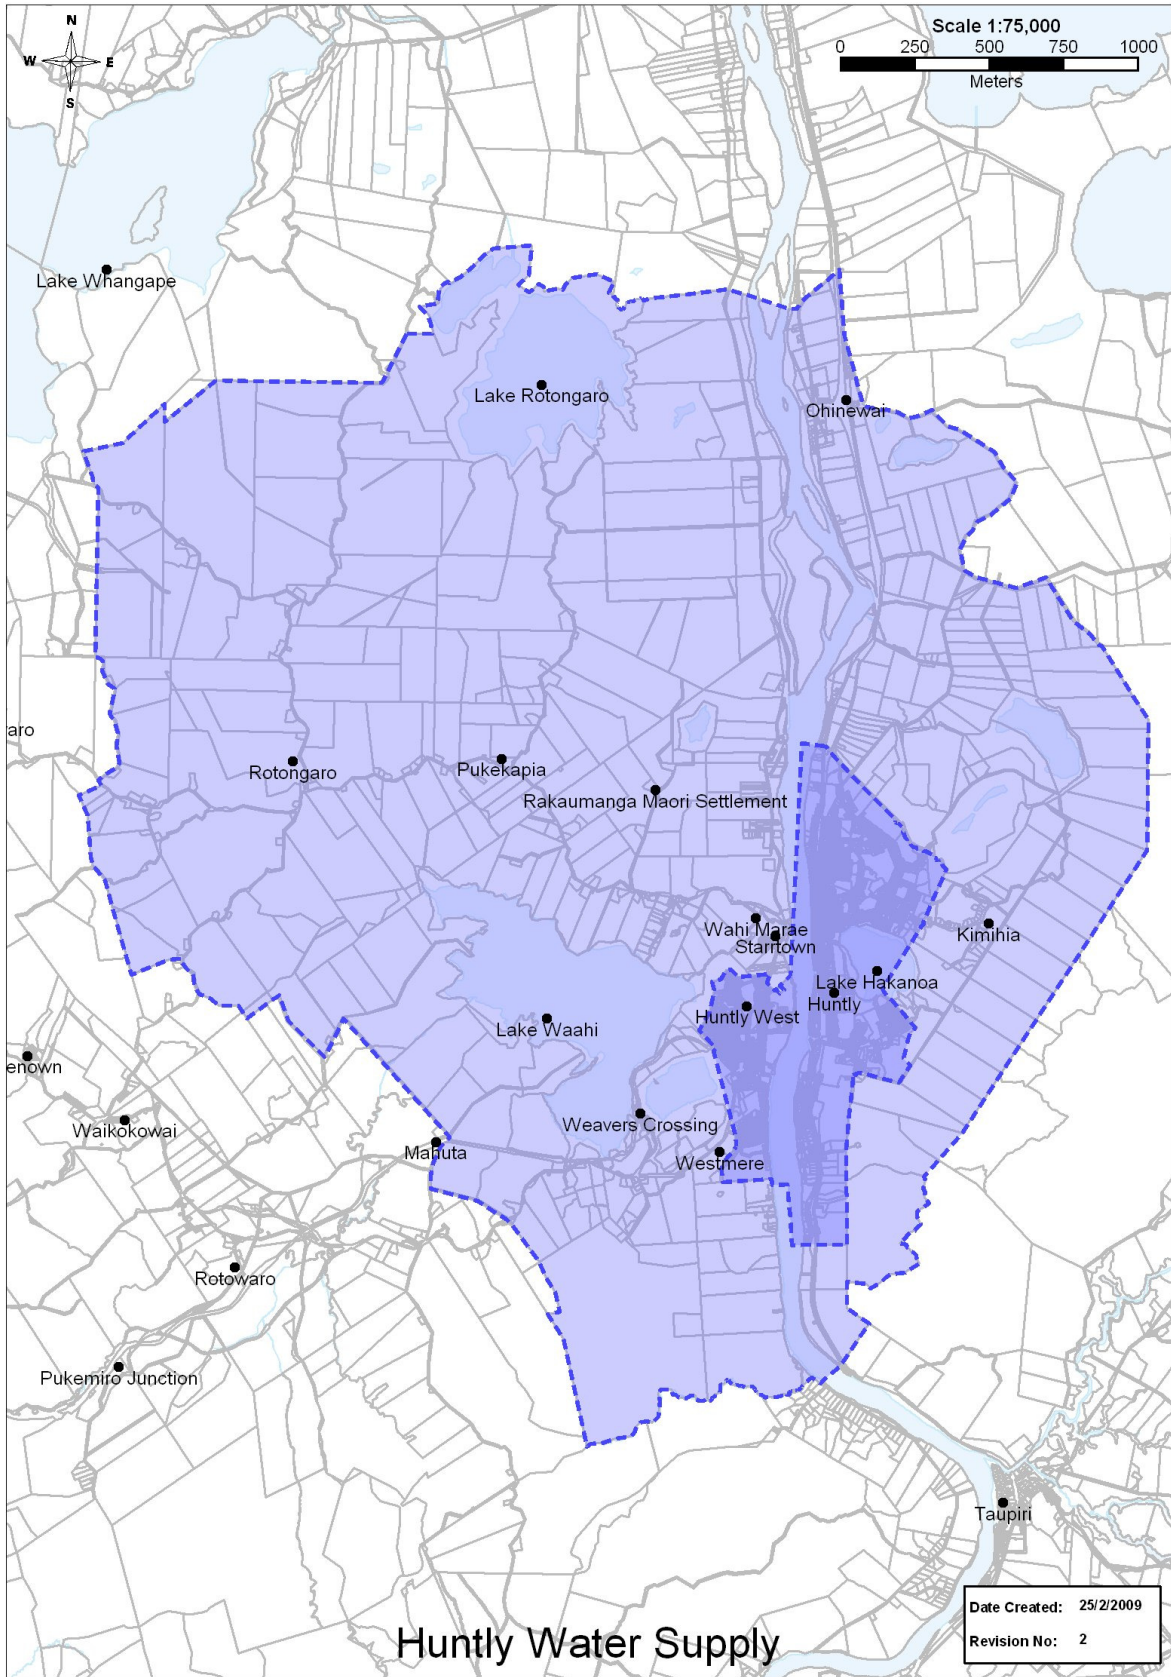 N
Scale 1:75,000
W E
0 250 500 750 1000
Meters
S
Lake Whangape
Lake Rotongaro
Ohinewai
aro
Rotongaro
Pukekapia
Rakaumanga Maori Settlement
Wahi Marae
Starrtown
Kimihia
Lake Hakanoa
Huntly
Huntly West
Lake Waahi
enown
Weavers Crossing
Waikokowai
Mahuta
Westmere
Rotowaro
Pukemiro Junction
Taupiri
Date Created: 25/2/2009
Revision No: 2
Huntly Water Supply